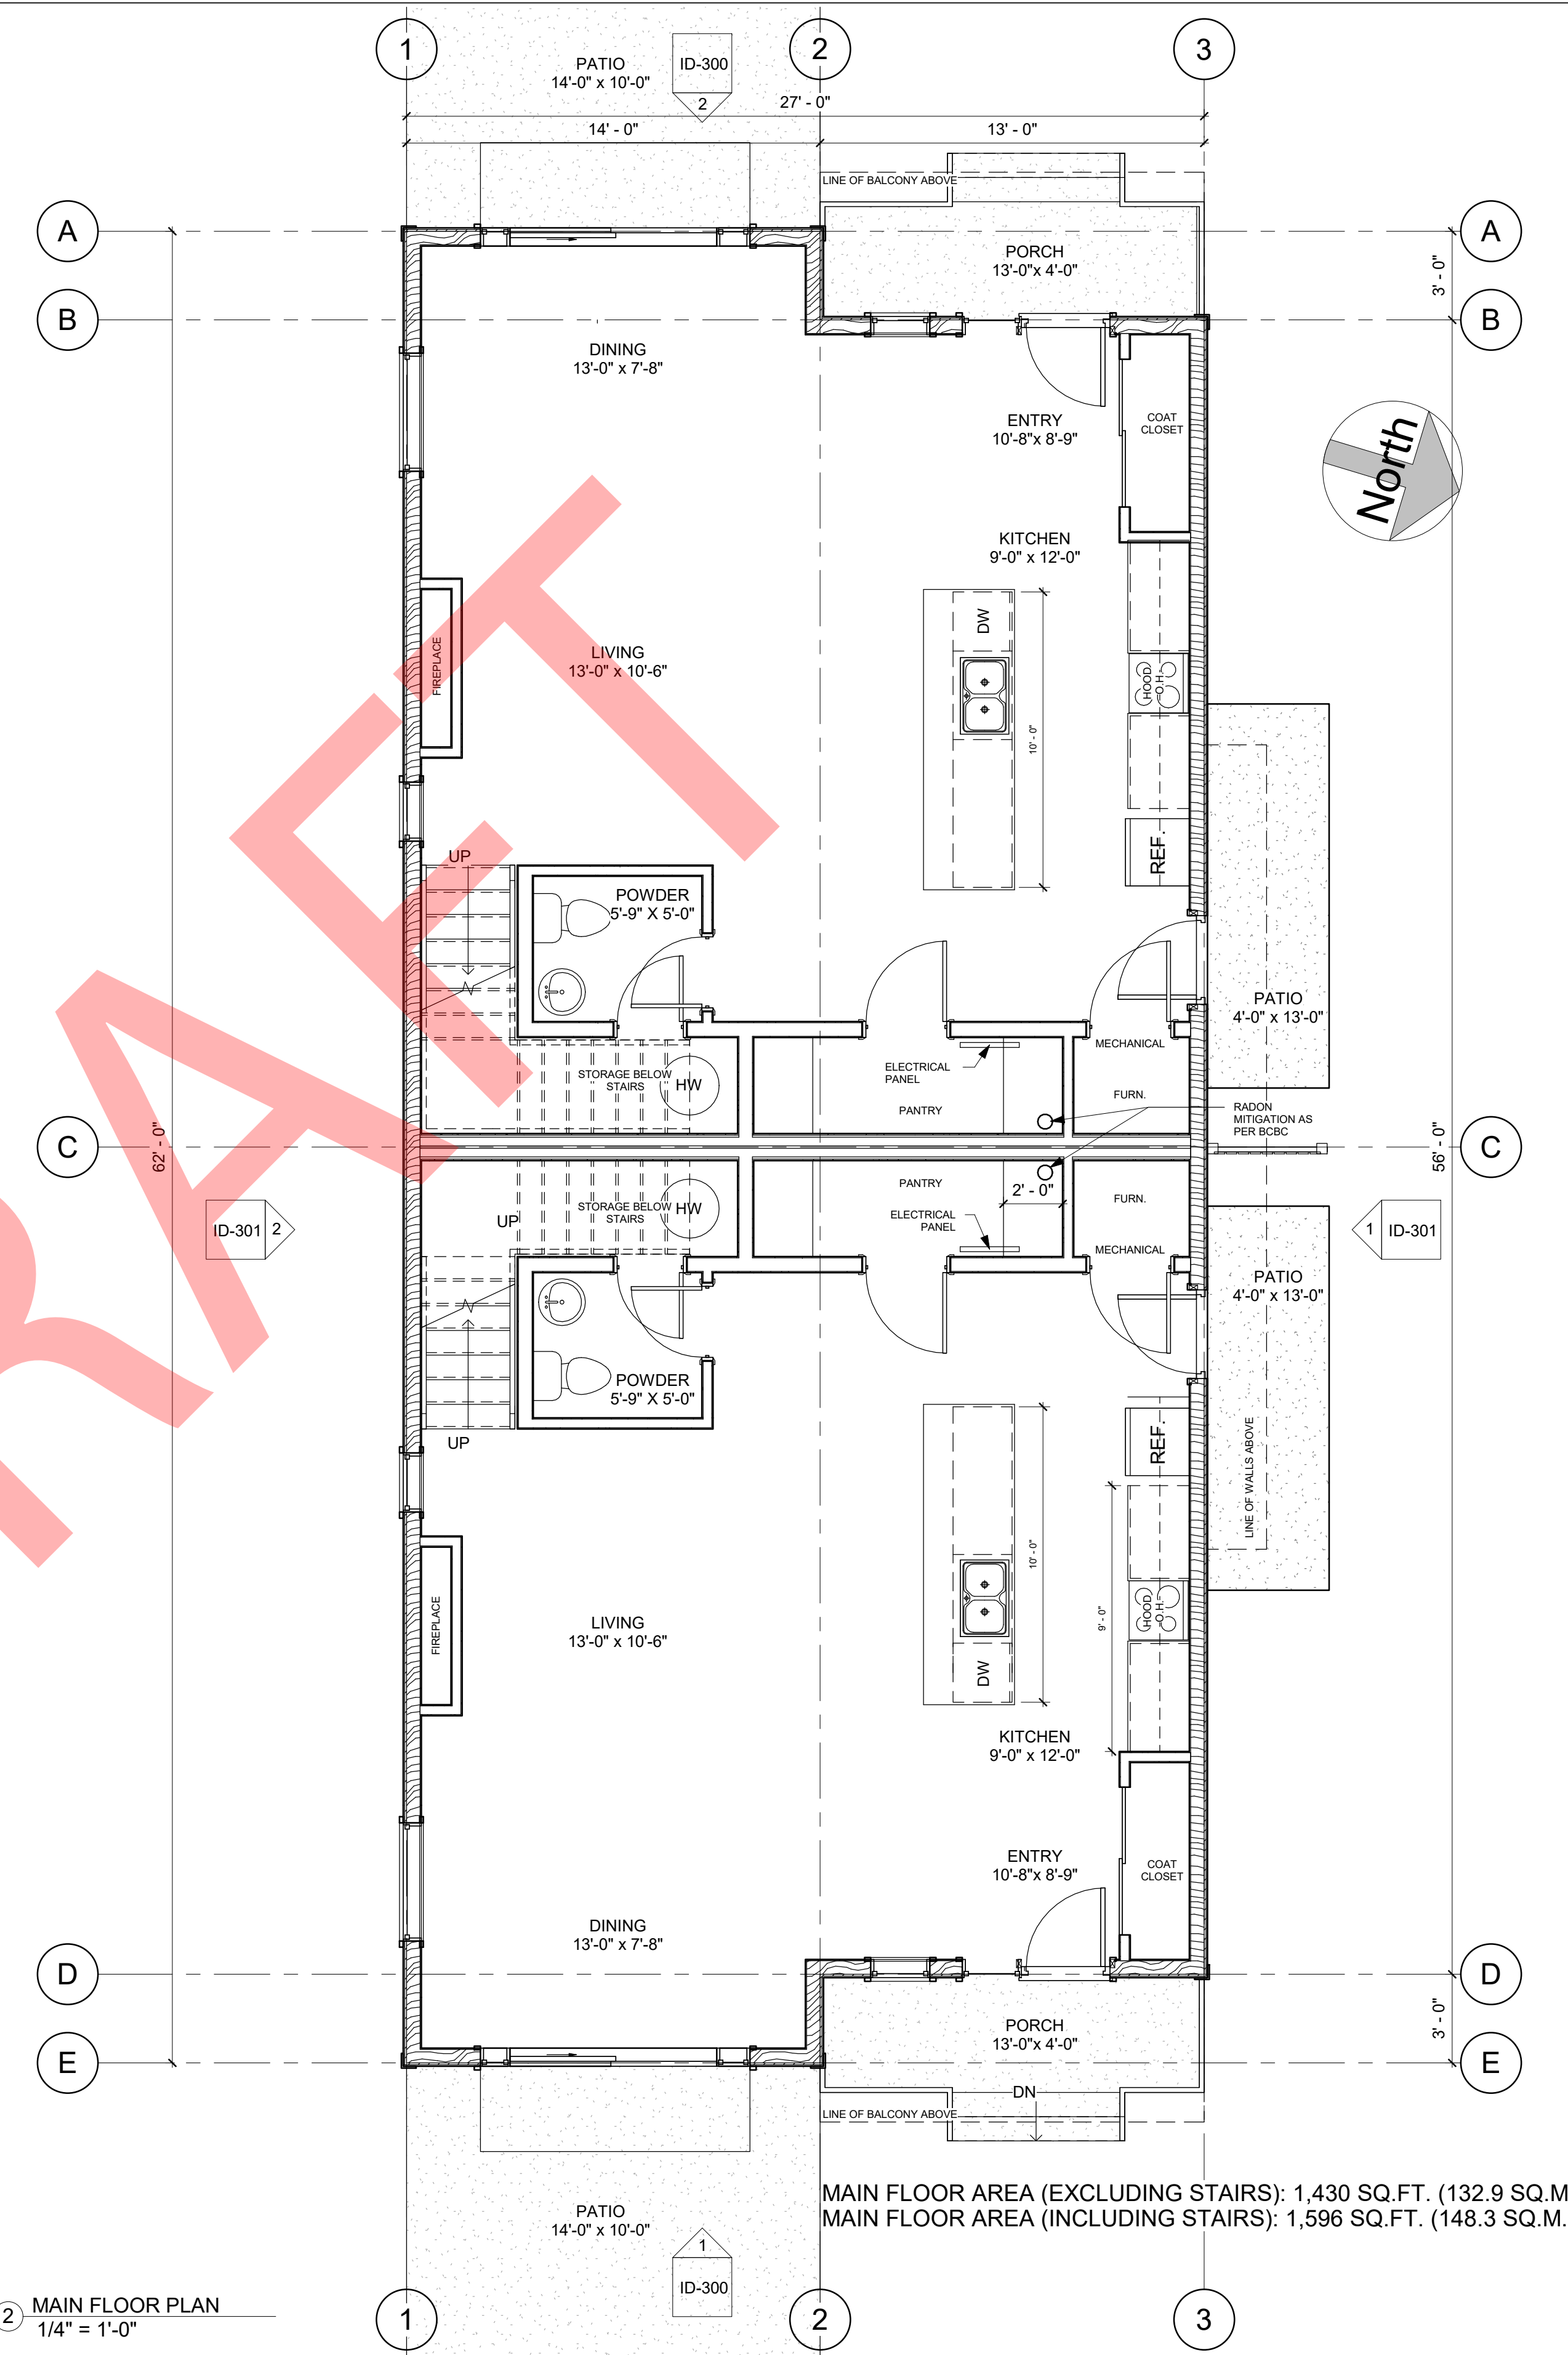 1
2
3
PATIO
14'-0" x 10'-0"
ID-300
2
27' - 0"
14' - 0"
13' - 0"
LINE OF BALCONY ABOVE
A
A
PORCH
13'-0"x 4'-0"
3' - 0"
B
B
DINING
13'-0" x 7'-8"
ENTRY
10'-8"x 8'-9"
COAT
CLOSET
North
KITCHEN
9'-0" x 12'-0"
DW
FIREPLACE
LIVING
13'-0" x 10'-6"
HOOD
O.H.
10' - 0"
REF.
UP
POWDER
5'-9" X 5'-0"
PATIO
4'-0" x 13'-0"
MECHANICAL
STORAGE BELOW
STAIRS
HW
ELECTRICAL
PANEL
FURN.
PANTRY
RADON
MITIGATION AS
PER BCBC
C
62' - 0"
56' - 0"
C
PANTRY
2' - 0"
FURN.
STORAGE BELOW
STAIRS
HW
UP
ELECTRICAL
PANEL
MECHANICAL
ID-301
2
1
ID-301
PATIO
4'-0" x 13'-0"
POWDER
5'-9" X 5'-0"
UP
REF.
LINE OF WALLS ABOVE
10' - 0"
9' - 0"
HOOD
O.H.
FIREPLACE
LIVING
13'-0" x 10'-6"
DW
KITCHEN
9'-0" x 12'-0"
ENTRY
10'-8"x 8'-9"
COAT
CLOSET
DINING
13'-0" x 7'-8"
D
D
PORCH
13'-0"x 4'-0"
3' - 0"
E
E
DN
LINE OF BALCONY ABOVE
MAIN FLOOR AREA (EXCLUDING STAIRS): 1,430 SQ.FT. (132.9 SQ.M
MAIN FLOOR AREA (INCLUDING STAIRS): 1,596 SQ.FT. (148.3 SQ.M.
PATIO
14'-0" x 10'-0"
1
ID-300
2
MAIN FLOOR PLAN
1/4" = 1'-0"
1
2
3
RAFT